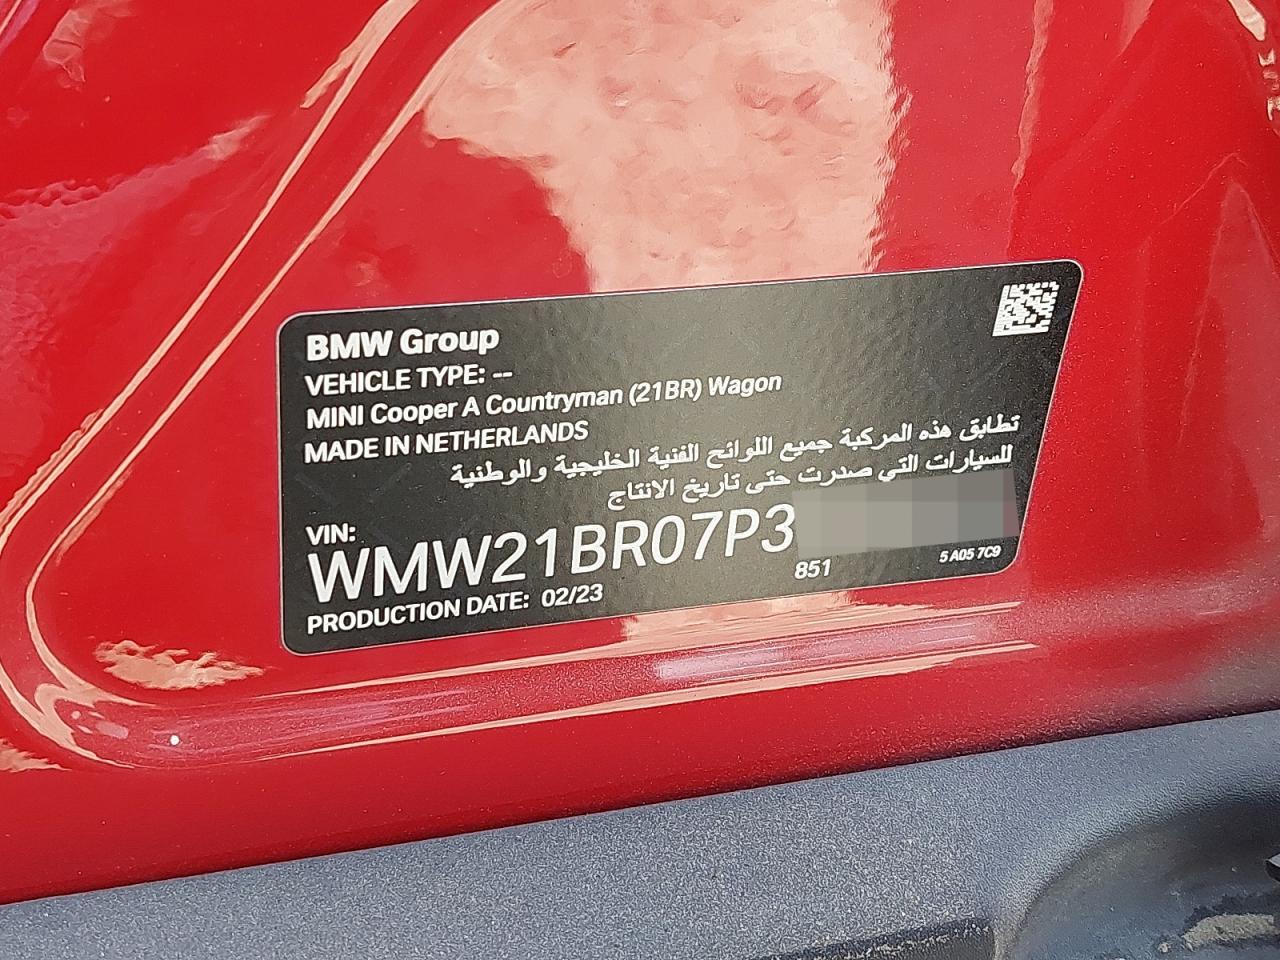 BMW Group
VEHICLE TYPE: --
MINI Cooper A Countryman (21BR) Wagon
MADE IN NETHERLANDS
تطابق هذه المركبة جميع اللوائح الفنية الخليجية والوطنية
للسيارات التي صدرت حتى تاريخ الانتاج
VIN:
WMW21BR07P3
PRODUCTION DATE: 02/23
851
5 A05 7C9